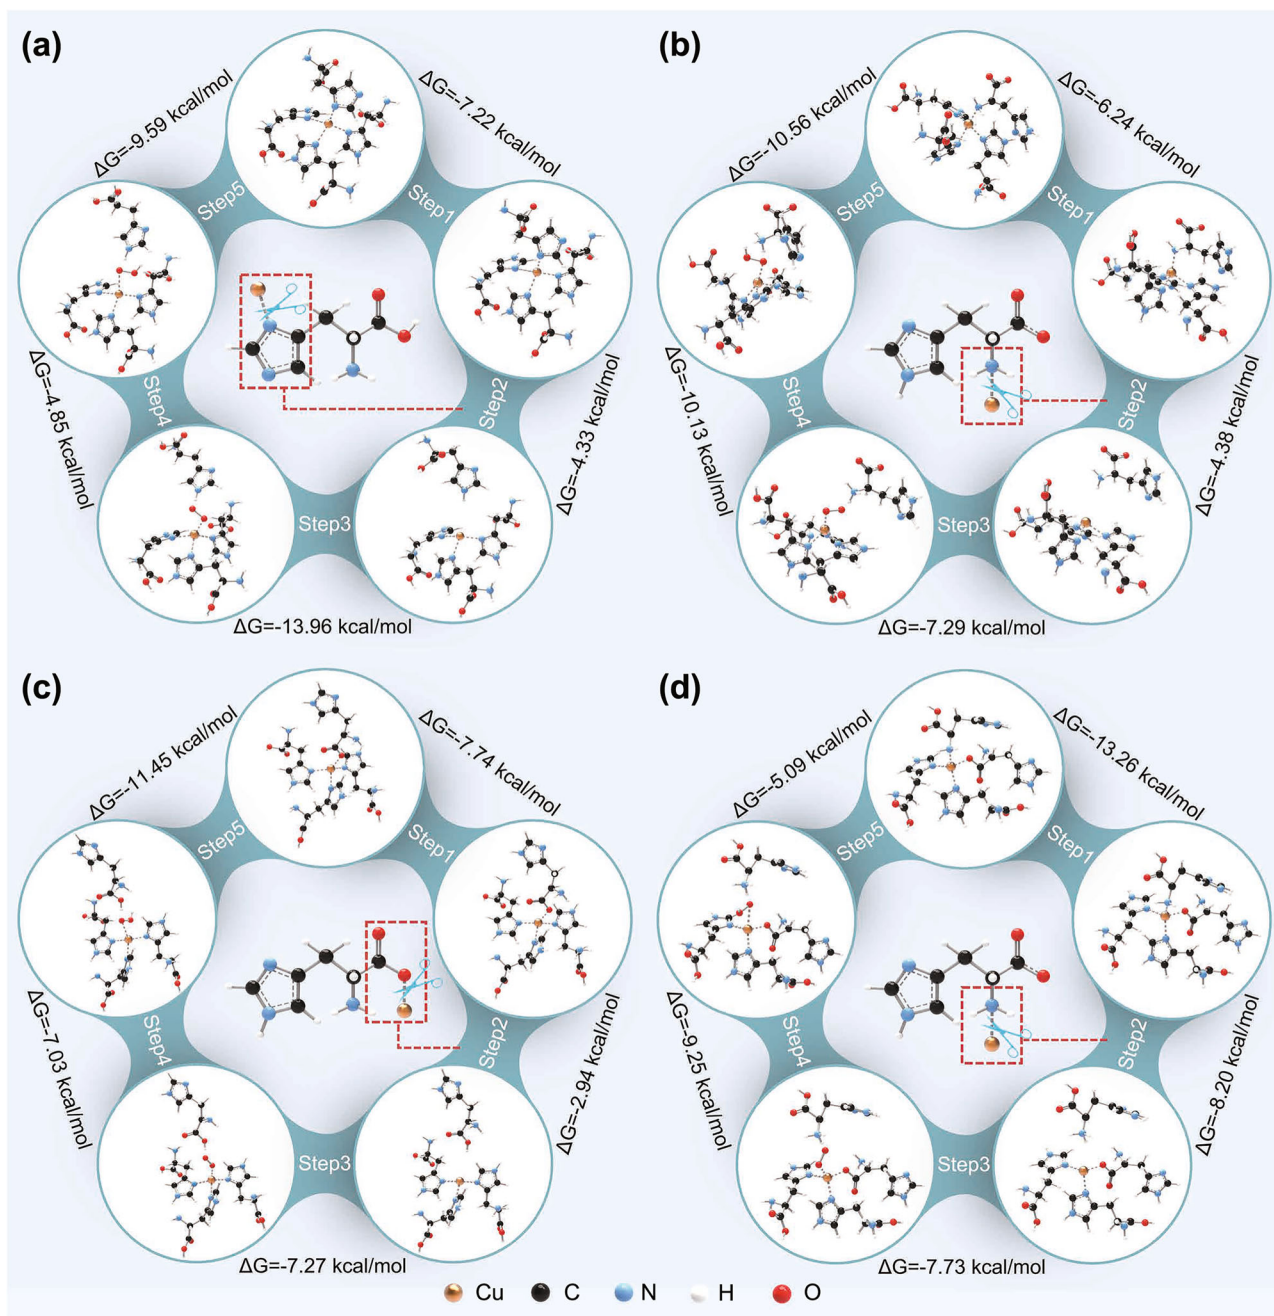 (a)
ΔG=-9.59 kcal/mol
ΔG=-7.22 kcal/mol
Step5
Step1
Step4
Step2
ΔG=-4.85 kcal/mol
ΔG=-4.33 kcal/mol
Step3
ΔG=-13.96 kcal/mol
(b)
ΔG=-10.56 kcal/mol
ΔG=-6.24 kcal/mol
Step5
Step1
Step4
Step2
ΔG=-10.13 kcal/mol
ΔG=-4.38 kcal/mol
Step3
ΔG=-7.29 kcal/mol
(c)
ΔG=-11.45 kcal/mol
ΔG=-7.74 kcal/mol
Step5
Step1
Step4
Step2
ΔG=-7.03 kcal/mol
ΔG=-2.94 kcal/mol
Step3
ΔG=-7.27 kcal/mol
(d)
ΔG=-5.09 kcal/mol
ΔG=-13.26 kcal/mol
Step5
Step1
Step4
Step2
ΔG=-9.25 kcal/mol
ΔG=-8.20 kcal/mol
Step3
ΔG=-7.73 kcal/mol
Cu C N H O